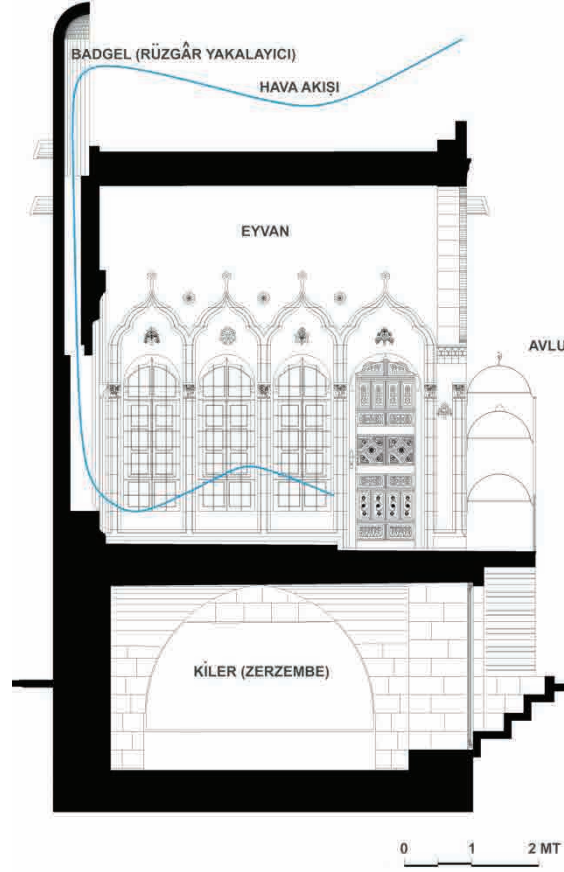 BADGEL (RÜZGÂR YAKALAYICI)
HAVA AKIŞI
EYVAN
AVLU
KİLER (ZERZEMBE)
0 1 2 MT